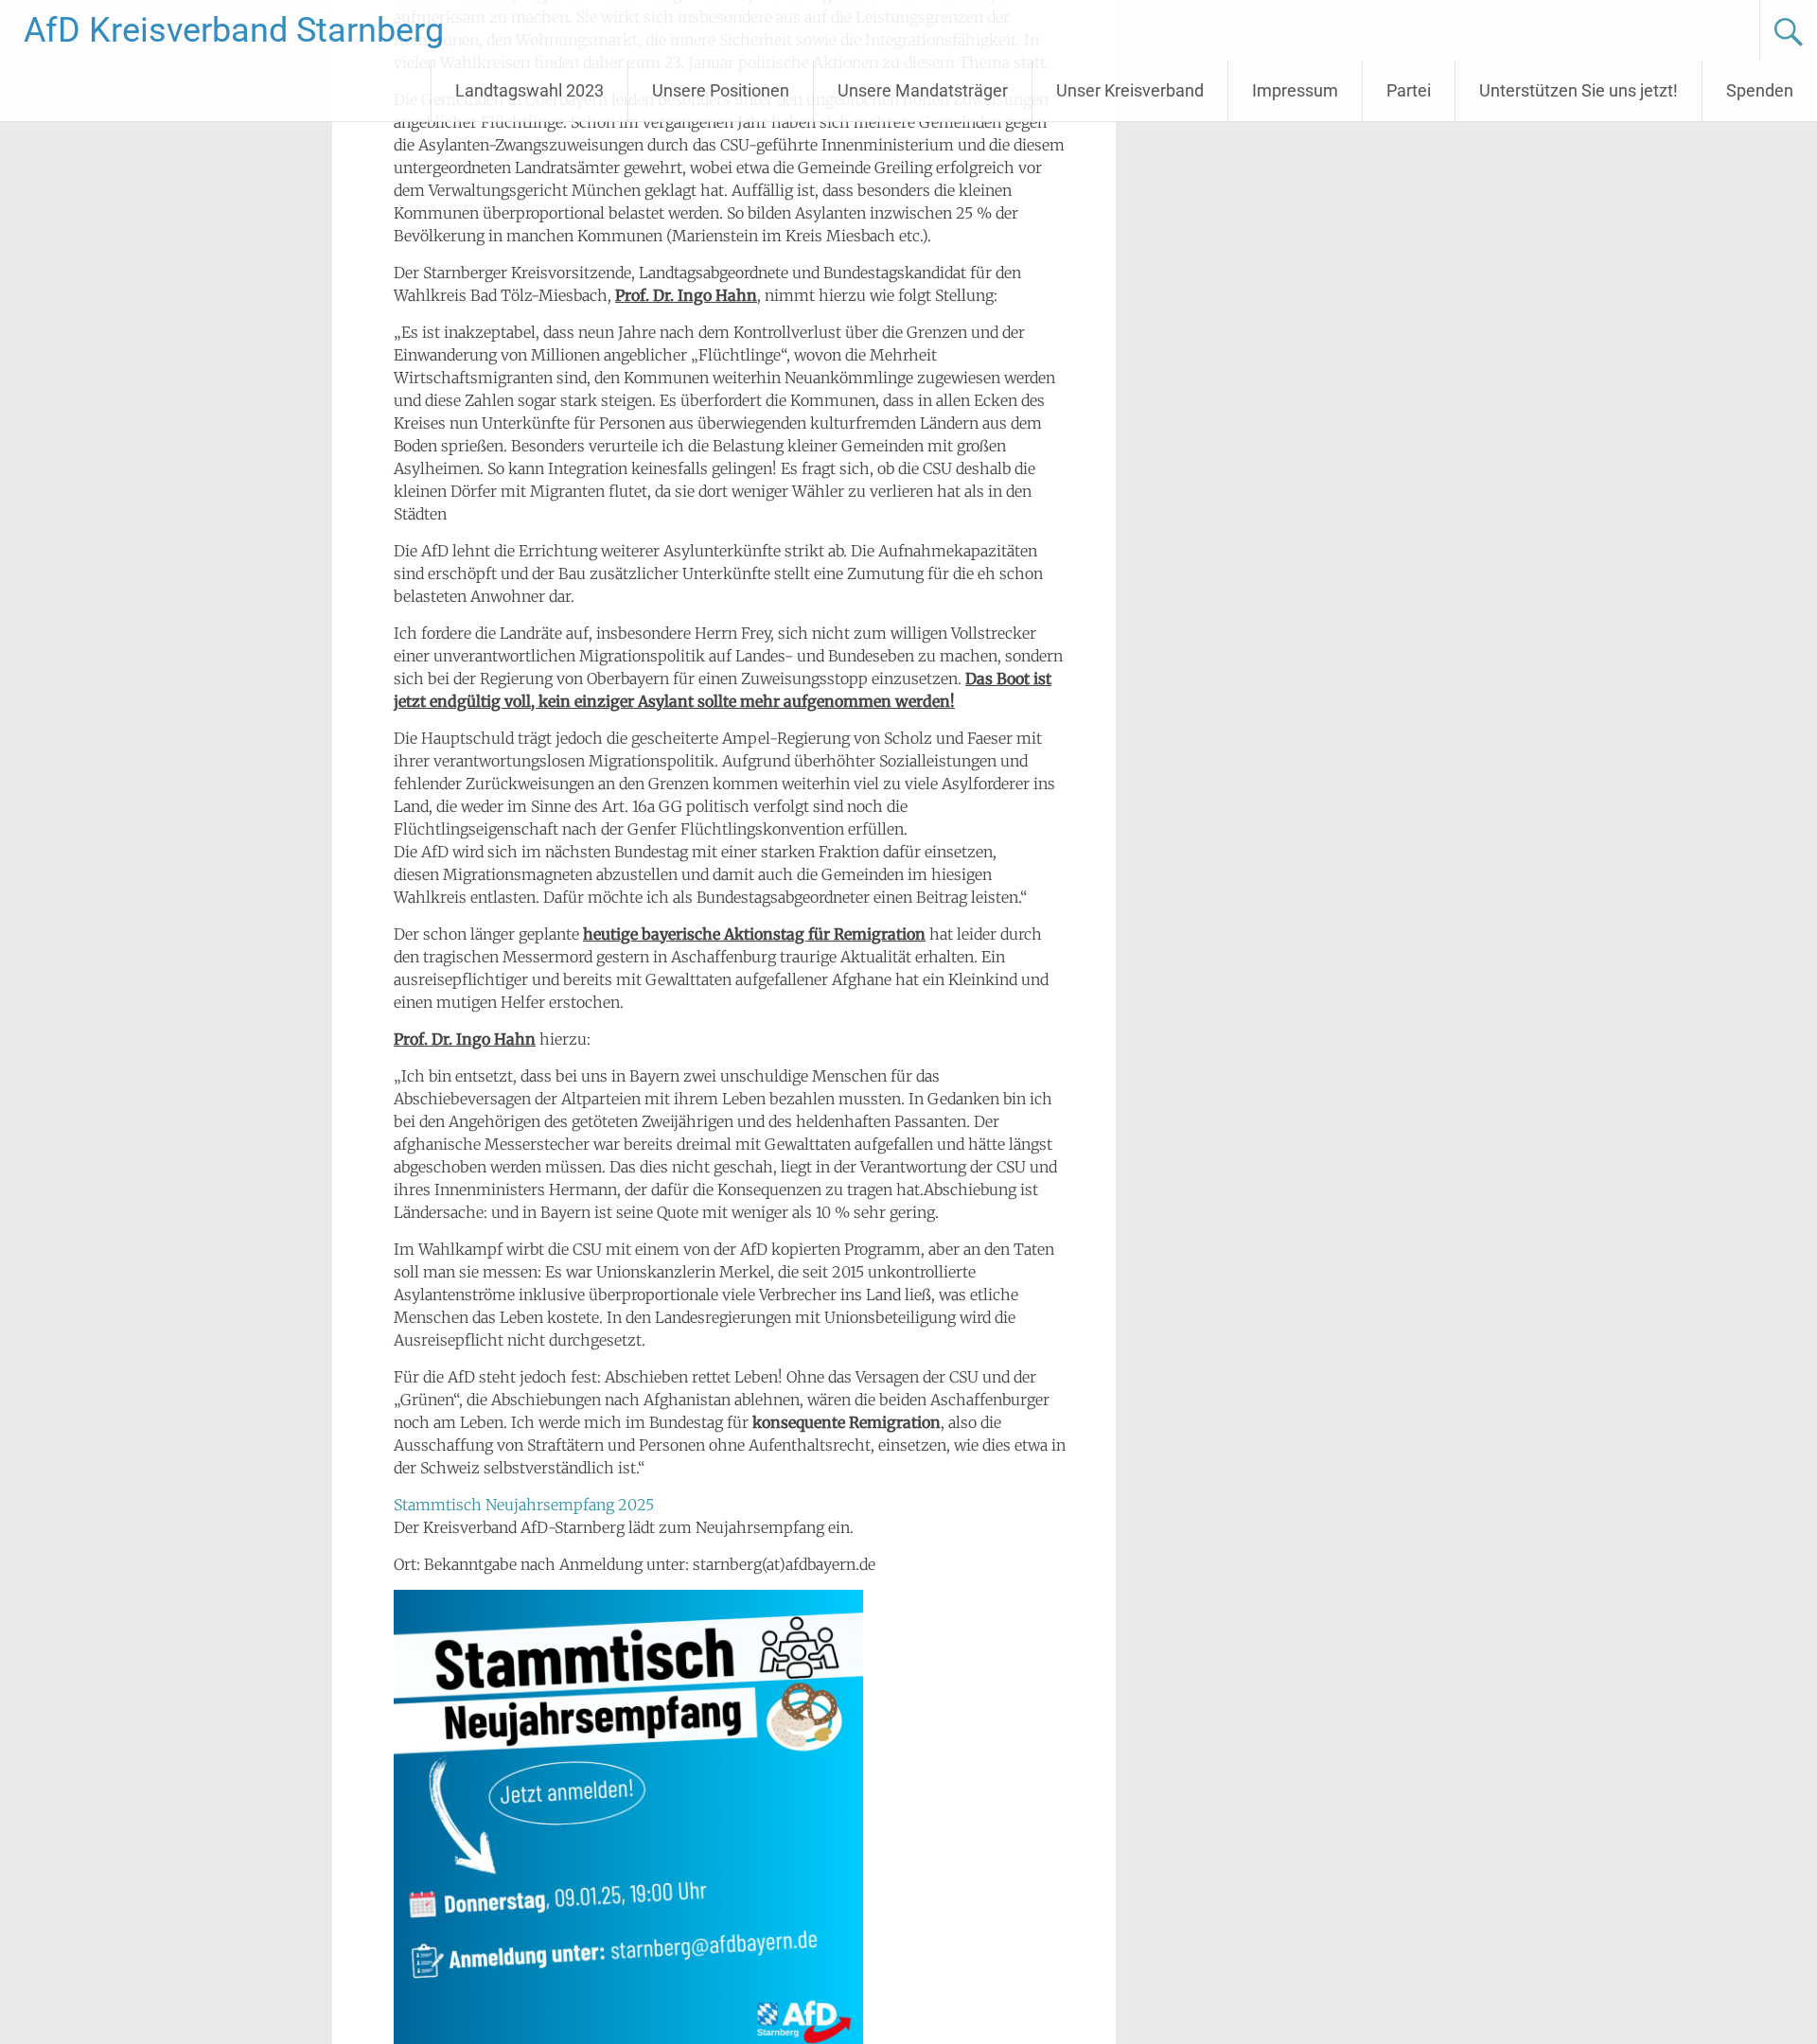 AfD Kreisverband Starnberg
aufmerksam zu machen. Sie wirkt sich insbesondere aus auf die Leistungsgrenzen der
den Wohnungsmarkt, die innere Sicherheit sowie die Integrationsfähigkeit. In
vielen Wahlkreisen finden daher zum 23. Januar politische Aktionen zu diesem Thema statt.
Landtagswahl 2023
Unsere Positionen
Unsere Mandatsträger
Unser Kreisverband
Impressum
Partei
Unterstützen Sie uns jetzt!
Spenden
Die Gemeinden in Oberbayern leiden besonders unter den ungebrochen hohen Zuweisungen
angeblicher Flüchtlinge. Schon im vergangenen Jahr haben sich mehrere Gemeinden gegen
die Asylanten-Zwangszuweisungen durch das CSU-geführte Innenministerium und die diesem
untergeordneten Landratsämter gewehrt, wobei etwa die Gemeinde Greiling erfolgreich vor
dem Verwaltungsgericht München geklagt hat. Auffällig ist, dass besonders die kleinen
Kommunen überproportional belastet werden. So bilden Asylanten inzwischen 25 % der
Bevölkerung in manchen Kommunen (Marienstein im Kreis Miesbach etc.).
Der Starnberger Kreisvorsitzende, Landtagsabgeordnete und Bundestagskandidat für den
Wahlkreis Bad Tölz-Miesbach, Prof. Dr. Ingo Hahn, nimmt hierzu wie folgt Stellung:
„Es ist inakzeptabel, dass neun Jahre nach dem Kontrollverlust über die Grenzen und der
Einwanderung von Millionen angeblicher „Flüchtlinge“, wovon die Mehrheit
Wirtschaftsmigranten sind, den Kommunen weiterhin Neuankömmlinge zugewiesen werden
und diese Zahlen sogar stark steigen. Es überfordert die Kommunen, dass in allen Ecken des
Kreises nun Unterkünfte für Personen aus überwiegenden kulturfremden Ländern aus dem
Boden sprießen. Besonders verurteile ich die Belastung kleiner Gemeinden mit großen
Asylheimen. So kann Integration keinesfalls gelingen! Es fragt sich, ob die CSU deshalb die
kleinen Dörfer mit Migranten flutet, da sie dort weniger Wähler zu verlieren hat als in den
Städten
Die AfD lehnt die Errichtung weiterer Asylunterkünfte strikt ab. Die Aufnahmekapazitäten
sind erschöpft und der Bau zusätzlicher Unterkünfte stellt eine Zumutung für die eh schon
belasteten Anwohner dar.
Ich fordere die Landräte auf, insbesondere Herrn Frey, sich nicht zum willigen Vollstrecker
einer unverantwortlichen Migrationspolitik auf Landes- und Bundeseben zu machen, sondern
sich bei der Regierung von Oberbayern für einen Zuweisungsstopp einzusetzen. Das Boot ist
jetzt endgültig voll, kein einziger Asylant sollte mehr aufgenommen werden!
Die Hauptschuld trägt jedoch die gescheiterte Ampel-Regierung von Scholz und Faeser mit
ihrer verantwortungslosen Migrationspolitik. Aufgrund überhöhter Sozialleistungen und
fehlender Zurückweisungen an den Grenzen kommen weiterhin viel zu viele Asylforderer ins
Land, die weder im Sinne des Art. 16a GG politisch verfolgt sind noch die
Flüchtlingseigenschaft nach der Genfer Flüchtlingskonvention erfüllen.
Die AfD wird sich im nächsten Bundestag mit einer starken Fraktion dafür einsetzen,
diesen Migrationsmagneten abzustellen und damit auch die Gemeinden im hiesigen
Wahlkreis entlasten. Dafür möchte ich als Bundestagsabgeordneter einen Beitrag leisten.“
Der schon länger geplante heutige bayerische Aktionstag für Remigration hat leider durch
den tragischen Messermord gestern in Aschaffenburg traurige Aktualität erhalten. Ein
ausreisepflichtiger und bereits mit Gewalttaten aufgefallener Afghane hat ein Kleinkind und
einen mutigen Helfer erstochen.
Prof. Dr. Ingo Hahn hierzu:
„Ich bin entsetzt, dass bei uns in Bayern zwei unschuldige Menschen für das
Abschiebeversagen der Altparteien mit ihrem Leben bezahlen mussten. In Gedanken bin ich
bei den Angehörigen des getöteten Zweijährigen und des heldenhaften Passanten. Der
afghanische Messerstecher war bereits dreimal mit Gewalttaten aufgefallen und hätte längst
abgeschoben werden müssen. Das dies nicht geschah, liegt in der Verantwortung der CSU und
ihres Innenministers Hermann, der dafür die Konsequenzen zu tragen hat.Abschiebung ist
Ländersache: und in Bayern ist seine Quote mit weniger als 10 % sehr gering.
Im Wahlkampf wirbt die CSU mit einem von der AfD kopierten Programm, aber an den Taten
soll man sie messen: Es war Unionskanzlerin Merkel, die seit 2015 unkontrollierte
Asylantenströme inklusive überproportionale viele Verbrecher ins Land ließ, was etliche
Menschen das Leben kostete. In den Landesregierungen mit Unionsbeteiligung wird die
Ausreisepflicht nicht durchgesetzt.
Für die AfD steht jedoch fest: Abschieben rettet Leben! Ohne das Versagen der CSU und der
„Grünen“, die Abschiebungen nach Afghanistan ablehnen, wären die beiden Aschaffenburger
noch am Leben. Ich werde mich im Bundestag für konsequente Remigration, also die
Ausschaffung von Straftätern und Personen ohne Aufenthaltsrecht, einsetzen, wie dies etwa in
der Schweiz selbstverständlich ist.“
Stammtisch Neujahrsempfang 2025
Der Kreisverband AfD-Starnberg lädt zum Neujahrsempfang ein.
Ort: Bekanntgabe nach Anmeldung unter: starnberg(at)afdbayern.de
Stammtisch
Neujahrsempfang
Jetzt anmelden!
Donnerstag, 09.01.25, 19:00 Uhr
Anmeldung unter: starnberg@afdbayern.de
AfD
Starnberg